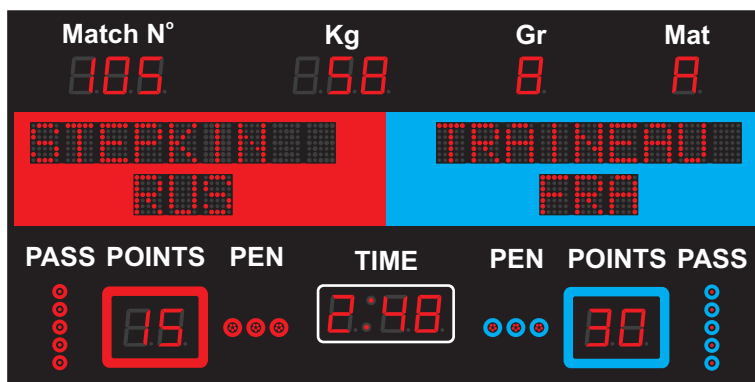 Match N° Kg Gr Mat
105 58 8 A
STEPKIN TRAINEAU
RUS FRA
PASS POINTS PEN TIME PEN POINTS PASS
15 2:48 30